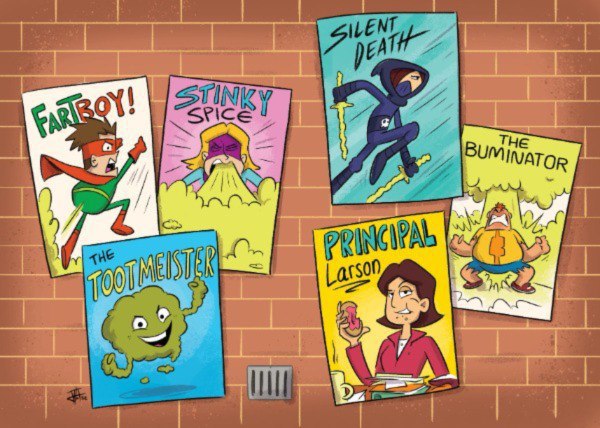 FARTBOY!
STINKY
SPICE
SILENT
DEATH
THE
BUMINATOR
THE
TOOTMEISTER
PRINCIPAL
Larson